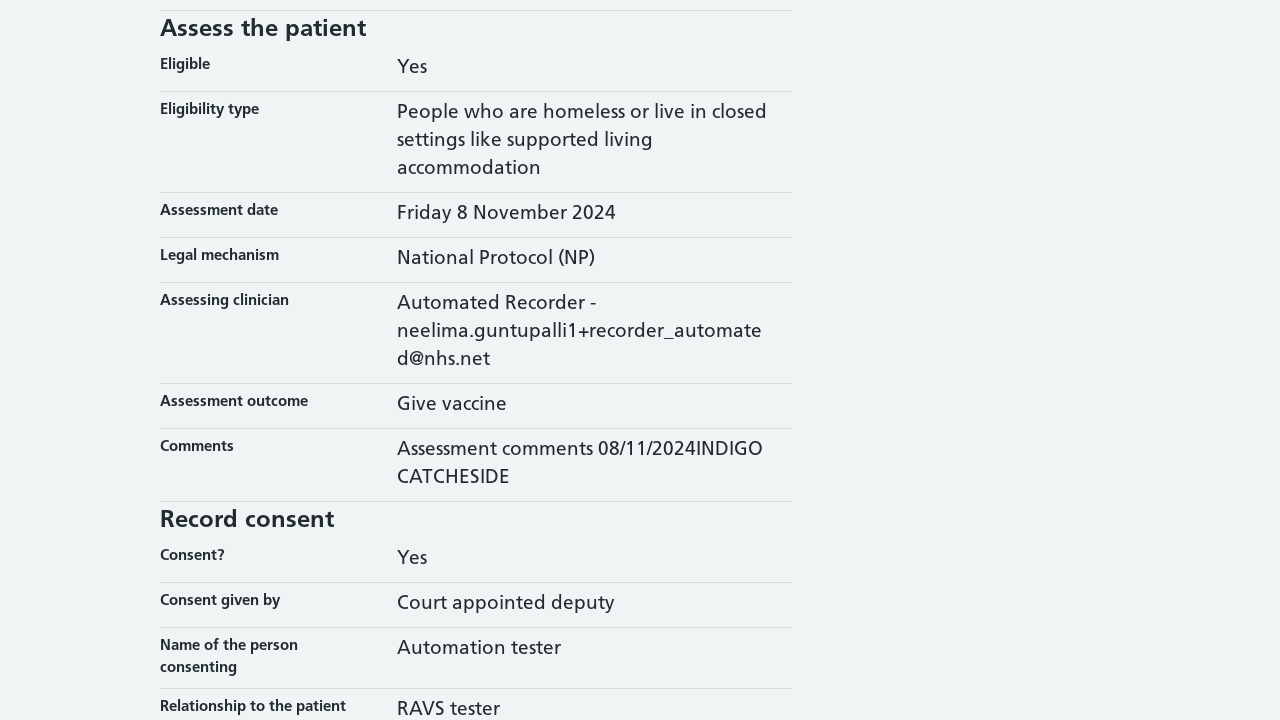 Assess the patient
Eligible
Yes
Eligibility type
People who are homeless or live in closed
settings like supported living
accommodation
Assessment date
Friday 8 November 2024
Legal mechanism
National Protocol (NP)
Assessing clinician
Automated Recorder -
neelima.guntupalli1+recorder_automate
d@nhs.net
Assessment outcome
Give vaccine
Comments
Assessment comments 08/11/2024INDIGO
CATCHESIDE
Record consent
Consent?
Yes
Consent given by
Court appointed deputy
Name of the person
consenting
Automation tester
Relationship to the patient
RAVS tester